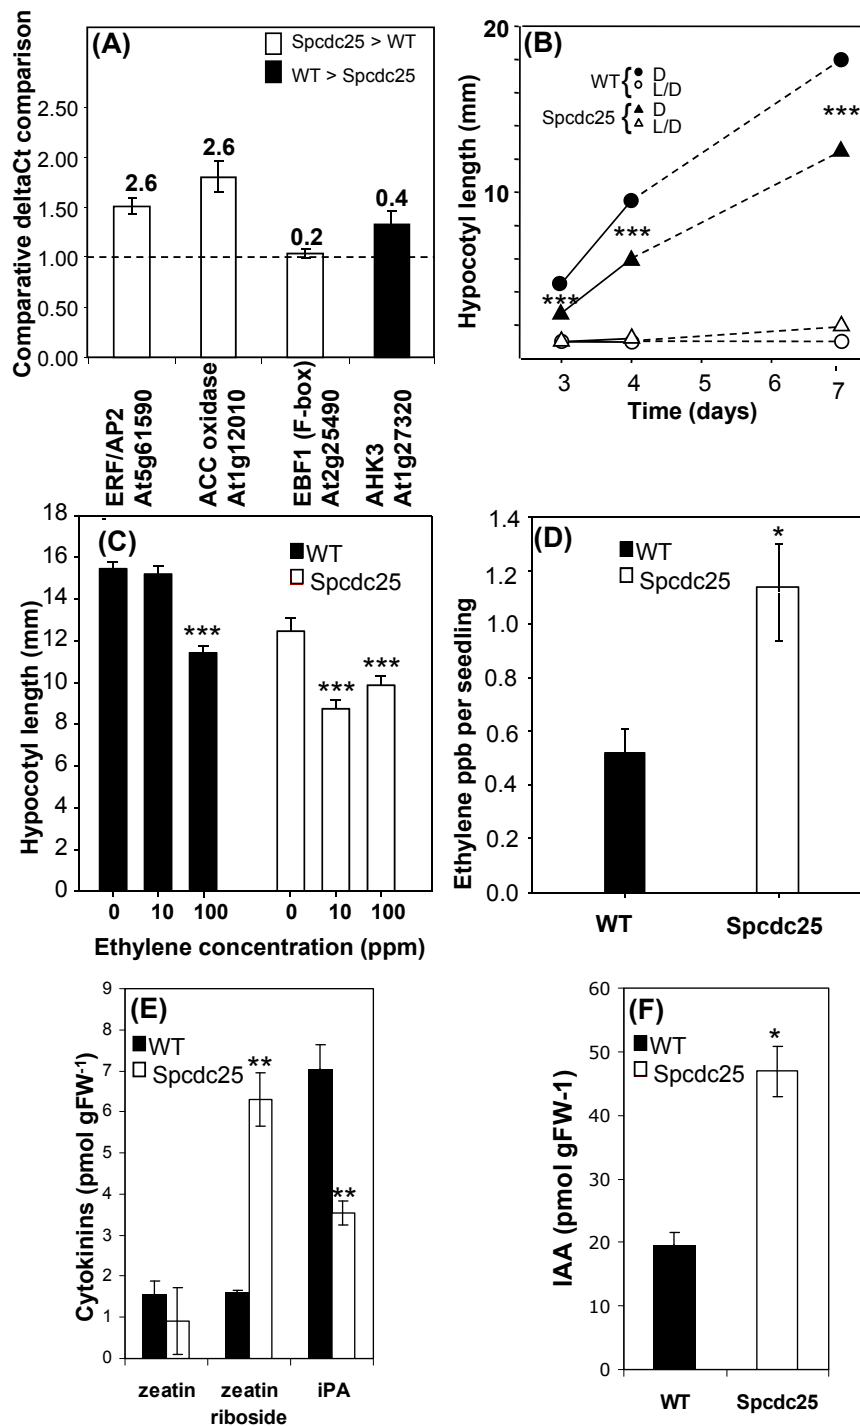 (A)
Spcdc25 > WT
WT > Spcdc25
Comparative deltaCt comparison
2.50
2.00
1.50
1.00
0.50
0.00
2.6
2.6
0.2
0.4
ERF/AP2
At5g61590
ACC oxidase
At1g12010
EBF1 (F-box)
At2g25490
AHK3
At1g27320
(B)
WT { D
L/D
Spcdc25 { D
L/D
Hypocotyl length (mm)
20
10
***
***
***
3 4 5 6 7
Time (days)
(C)
WT
Spcdc25
Hypocotyl length (mm)
18
16
14
12
10
8
6
4
2
0
***
***
***
0 10 100 0 10 100
Ethylene concentration (ppm)
(D)
WT
Spcdc25
Ethylene ppb per seedling
1.4
1.2
1.0
0.8
0.6
0.4
0.2
0.0
*
WT Spcdc25
(E)
WT
Spcdc25
Cytokinins (pmol gFW-1)
9
8
7
6
5
4
3
2
1
0
**
**
zeatin zeatin iPA
riboside
(F)
WT
Spcdc25
IAA (pmol gFW-1)
60
50
40
30
20
10
0
*
WT Spcdc25